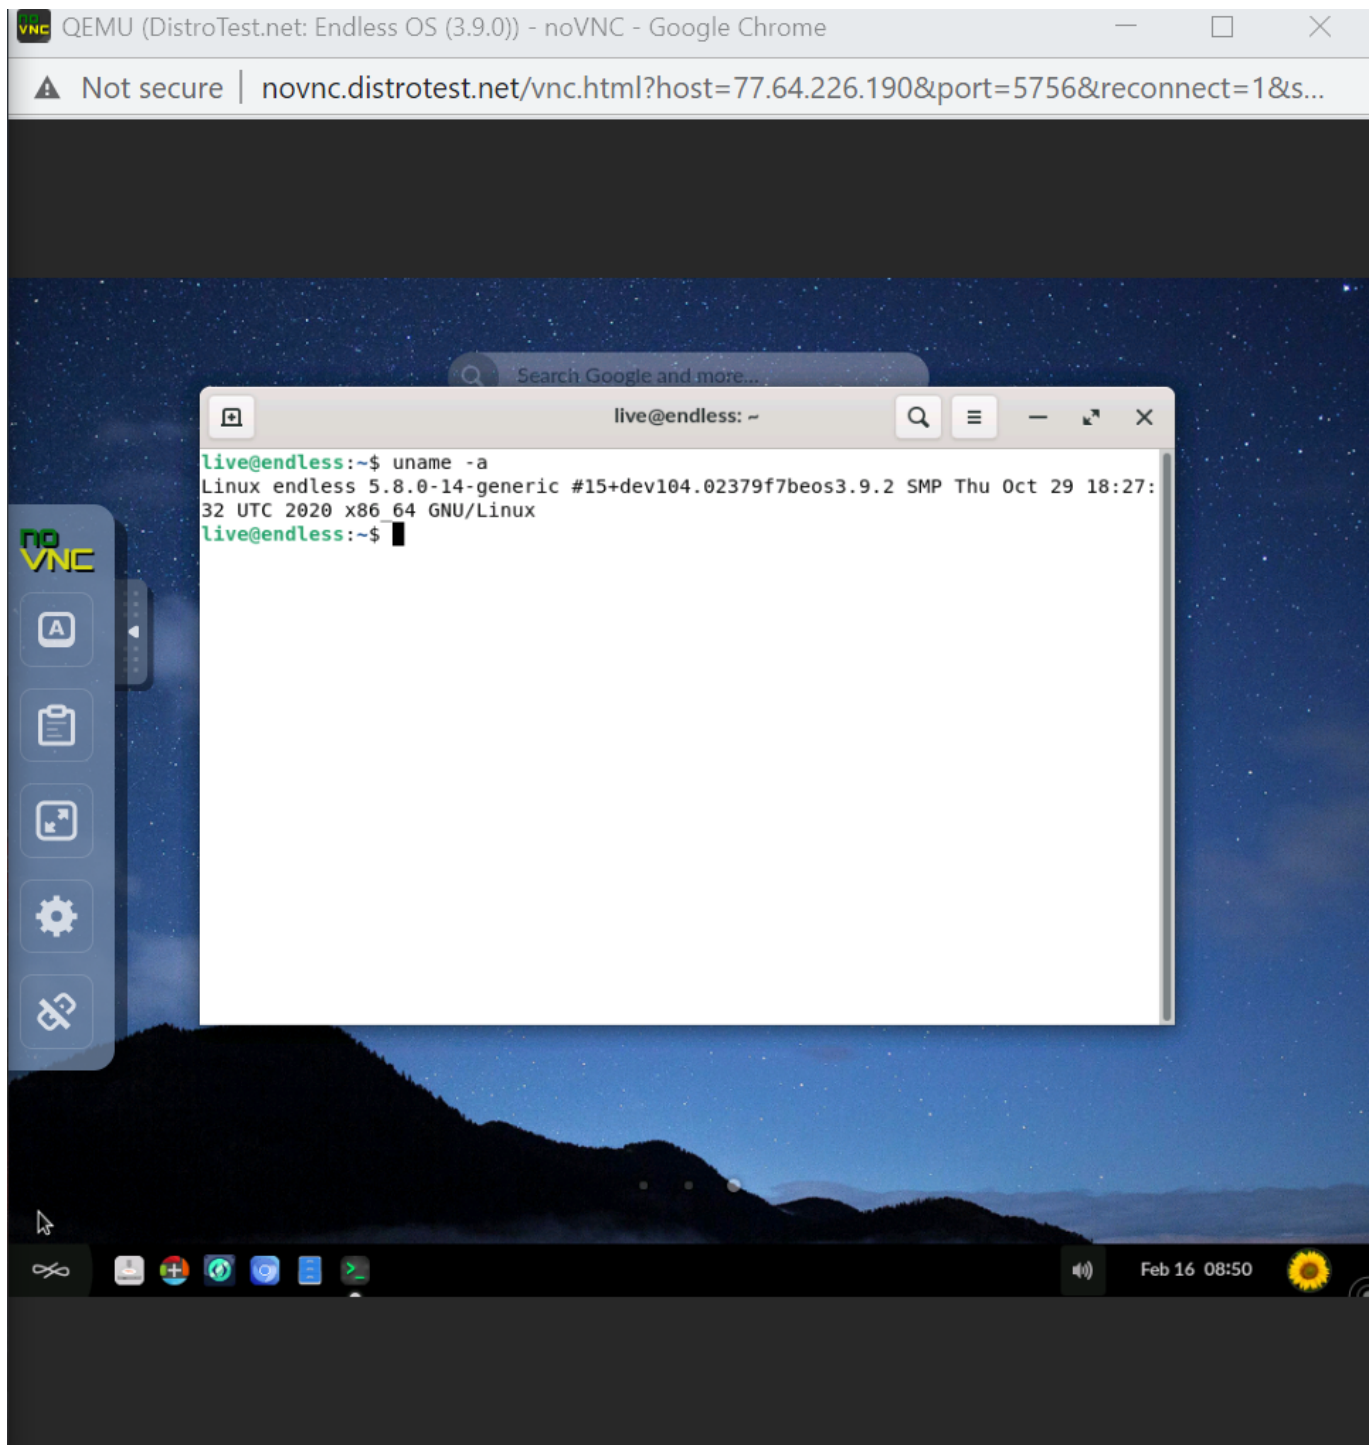 QEMU (DistroTest.net: Endless OS (3.9.0)) - noVNC - Google Chrome
Not secure | novnc.distrotest.net/vnc.html?host=77.64.226.190&port=5756&reconnect=1&s...
Search Google and more...
live@endless: ~
live@endless:~$ uname -a
Linux endless 5.8.0-14-generic #15+dev104.02379f7beos3.9.2 SMP Thu Oct 29 18:27:
32 UTC 2020 x86_64 GNU/Linux
live@endless:~$
no
VNC
A
Feb 16 08:50